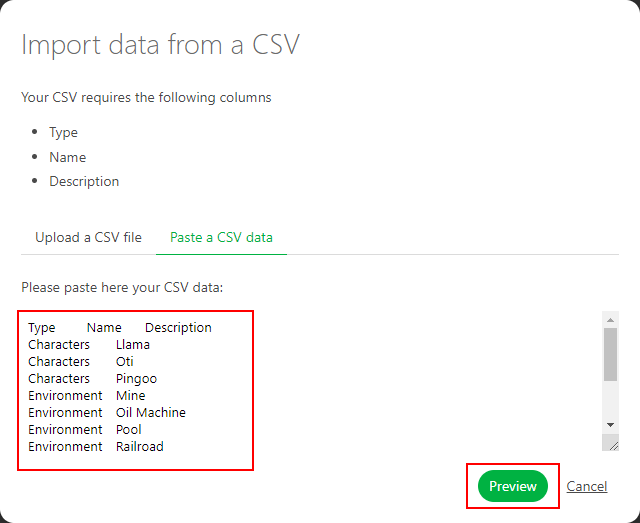 Import data from a CSV
Your CSV requires the following columns
Type
Name
Description
Upload a CSV file Paste a CSV data
Please paste here your CSV data:
Type Name Description
Characters Llama
Characters Oti
Characters Pingoo
Environment Mine
Environment Oil Machine
Environment Pool
Environment Railroad
Preview Cancel